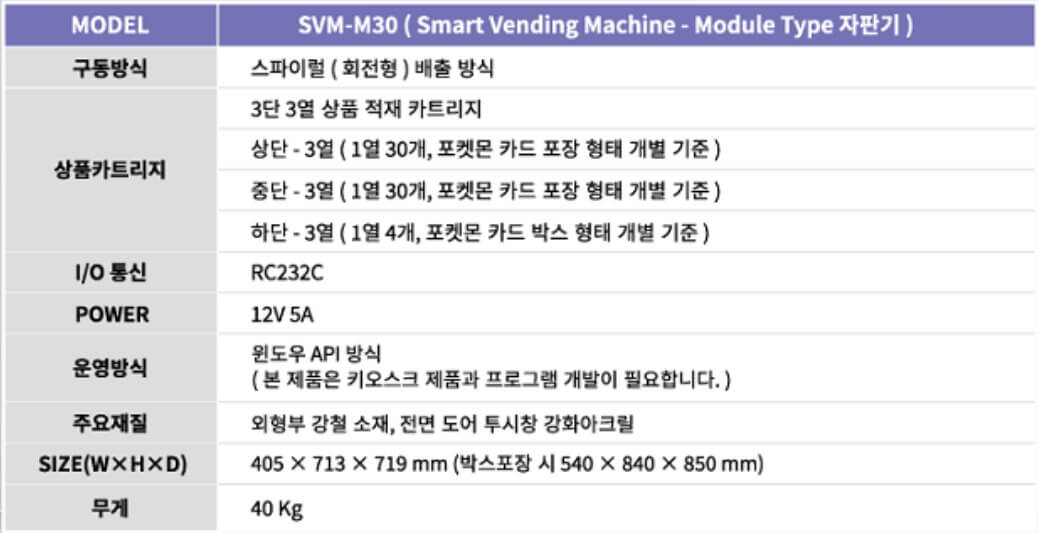 MODEL
SVM-M30 ( Smart Vending Machine - Module Type 자판기 )
구동방식
스파이럴 ( 회전형 ) 배출 방식
상품카트리지
3단 3열 상품 적재 카트리지
상단 - 3열 ( 1열 30개, 포켓몬 카드 포장 형태 개별 기준 )
중단 - 3열 ( 1열 30개, 포켓몬 카드 포장 형태 개별 기준 )
하단 - 3열 ( 1열 4개, 포켓몬 카드 박스 형태 개별 기준 )
I/O 통신
RC232C
POWER
12V 5A
운영방식
윈도우 API 방식
( 본 제품은 키오스크 제품과 프로그램 개발이 필요합니다. )
주요재질
외형부 강철 소재, 전면 도어 투시창 강화아크릴
SIZE(W×H×D)
405 × 713 × 719 mm (박스포장 시 540 × 840 × 850 mm)
무게
40 Kg